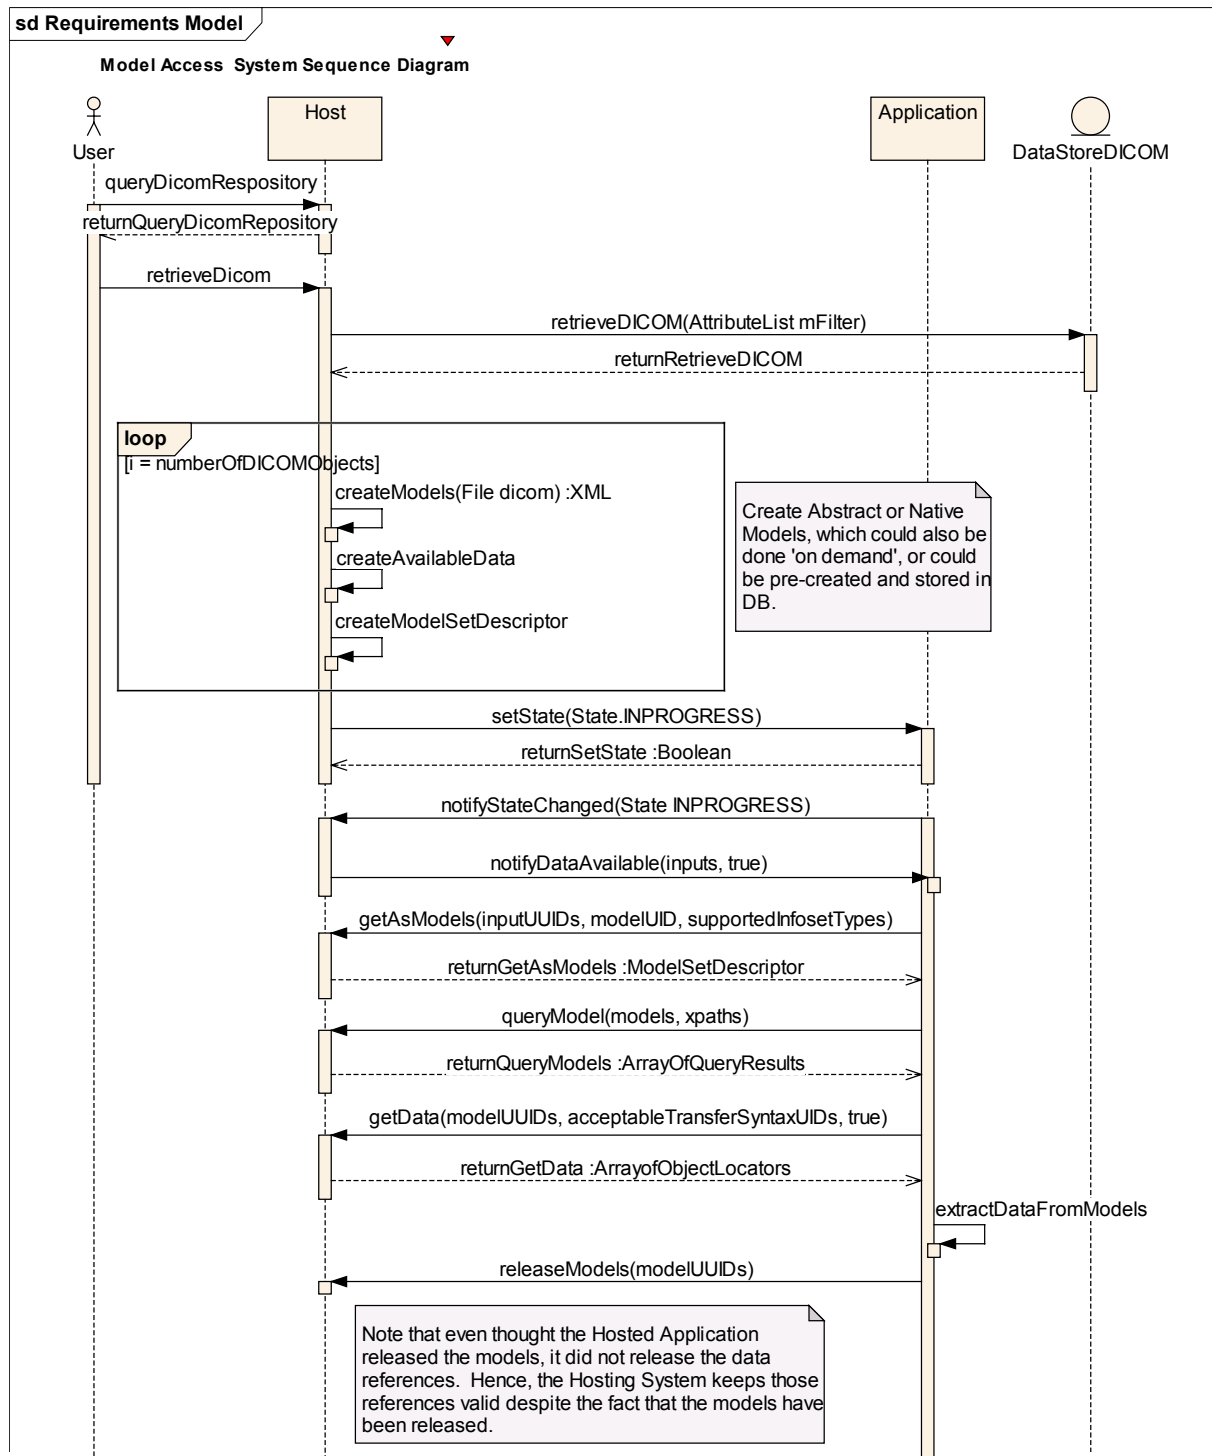 sd Requirements Model
Model Access System Sequence Diagram
User
Host
Application
DataStoreDICOM
queryDicomRespository
returnQueryDicomRepository
retrieveDicom
retrieveDICOM(AttributeList mFilter)
returnRetrieveDICOM
loop
[i = numberOfDICOMObjects]
createModels(File dicom) :XML
createAvailableData
createModelSetDescriptor
Create Abstract or Native
Models, which could also be
done 'on demand', or could
be pre-created and stored in
DB.
setState(State.INPROGRESS)
returnSetState :Boolean
notifyStateChanged(State INPROGRESS)
notifyDataAvailable(inputs, true)
getAsModels(inputUUIDs, modelUID, supportedInfosetTypes)
returnGetAsModels :ModelSetDescriptor
queryModel(models, xpaths)
returnQueryModels :ArrayOfQueryResults
getData(modelUUIDs, acceptableTransferSyntaxUIDs, true)
returnGetData :ArrayofObjectLocators
extractDataFromModels
releaseModels(modelUUIDs)
Note that even thought the Hosted Application
released the models, it did not release the data
references.  Hence, the Hosting System keeps those
references valid despite the fact that the models have
been released.